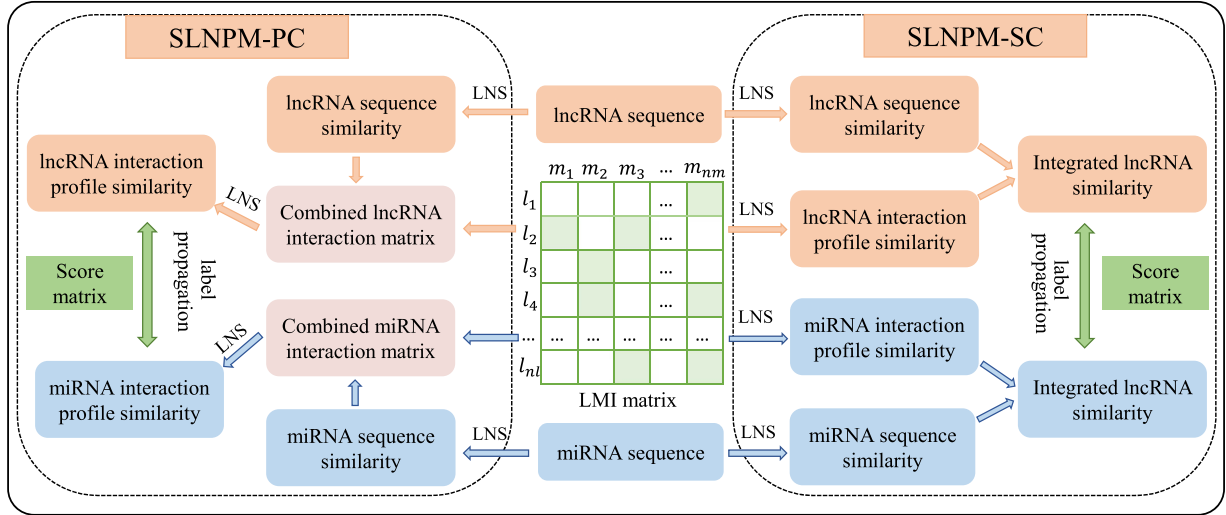 SLNPM-PC
SLNPM-SC
lncRNA sequence
similarity
LNS
lncRNA sequence
LNS
lncRNA sequence
similarity
lncRNA interaction
profile similarity
LNS
Combined lncRNA
interaction matrix
m1 m2 m3 ... mnm
l1 ...
l2 ...
l3 ...
l4 ...
... ... ... ... ... ...
lnl ...
LMI matrix
LNS
lncRNA interaction
profile similarity
Integrated lncRNA
similarity
Score
matrix
label
propagation
label
propagation
Score
matrix
LNS
Combined miRNA
interaction matrix
LNS
miRNA interaction
profile similarity
miRNA interaction
profile similarity
Integrated lncRNA
similarity
miRNA sequence
similarity
LNS
miRNA sequence
LNS
miRNA sequence
similarity